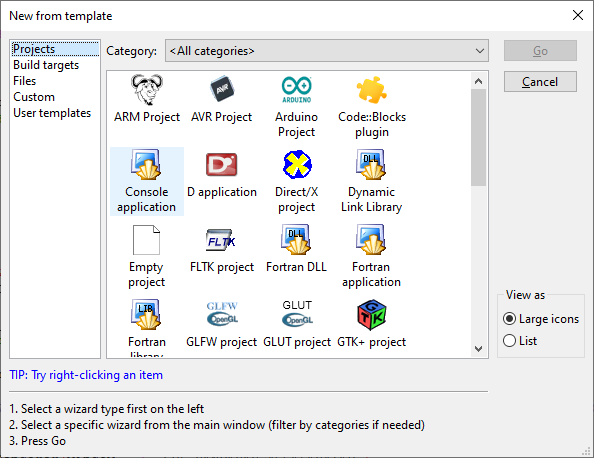 New from template
Projects
Build targets
Files
Custom
User templates
Category: <All categories>
Go
Cancel
ARDUINO
ARM Project AVR Project Arduino Project Code::Blocks plugin
DLL
Console application D application Direct/X project Dynamic Link Library
FLTK DLL
Empty project FLTK project Fortran DLL Fortran application
LIB GLFW OpenGL GLUT OpenGL GTK
Fortran library GLFW project GLUT project GTK+ project
View as
Large icons
List
TIP: Try right-clicking an item
1. Select a wizard type first on the left
2. Select a specific wizard from the main window (filter by categories if needed)
3. Press Go